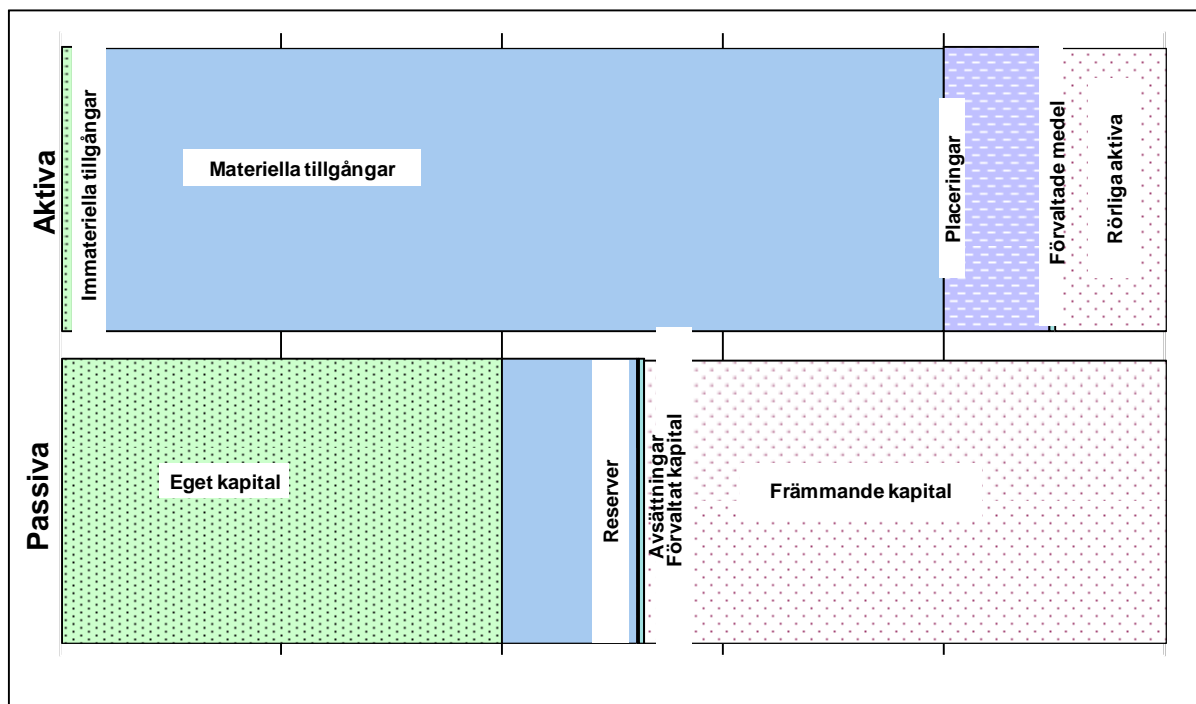 Aktiva
Immateriella tillgångar
Materiella tillgångar
Placeringar
Förvaltade medel
Rörliga aktiva
Passiva
Eget kapital
Reserver
Avsättningar
Förvaltat kapital
Främmande kapital